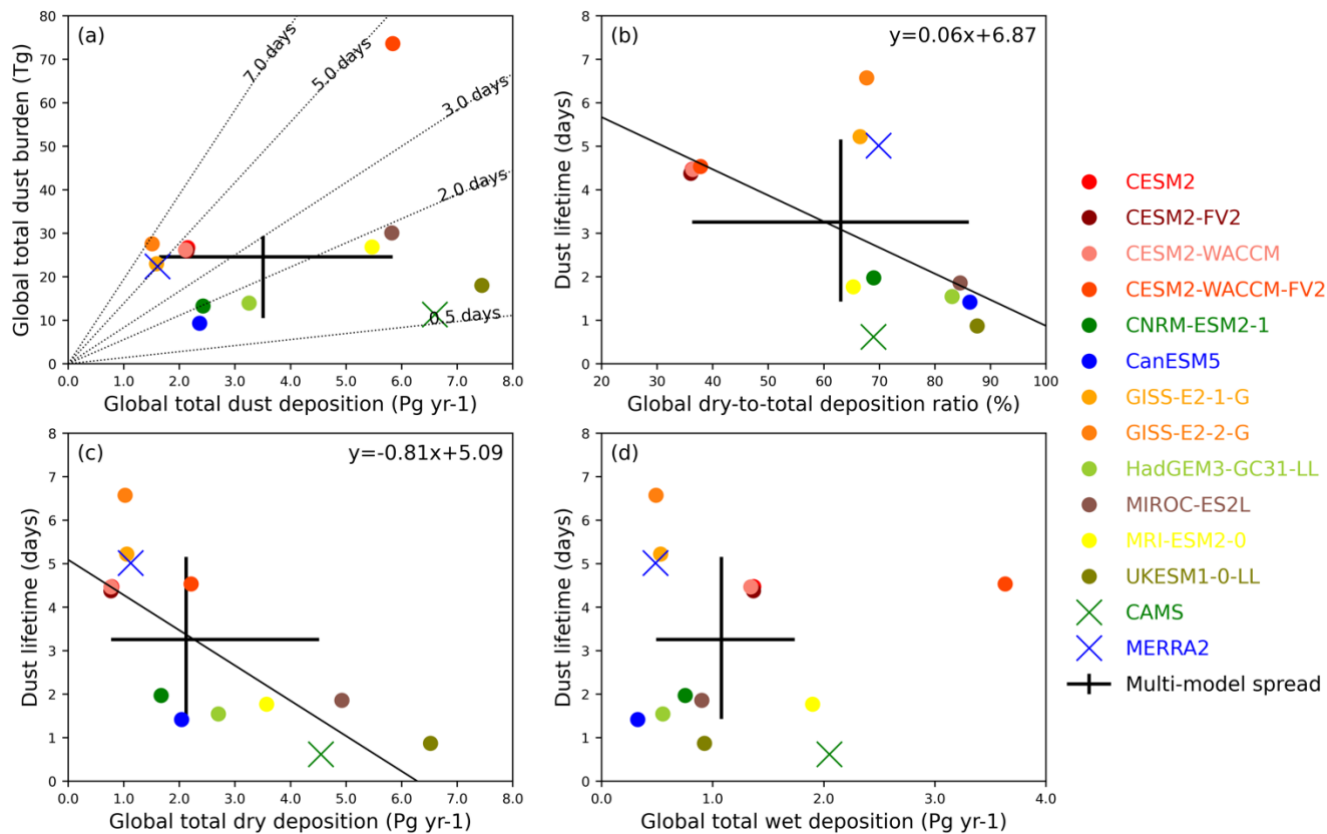 (a)
80
70
60
50
40
30
20
10
0
Global total dust burden (Tg)
7.0 days
5.0 days
3.0 days
2.0 days
0.5 days
0.0 1.0 2.0 3.0 4.0 5.0 6.0 7.0 8.0
Global total dust deposition (Pg yr-1)
(b)
y=0.06x+6.87
8
7
6
5
4
3
2
1
0
Dust lifetime (days)
20 30 40 50 60 70 80 90 100
Global dry-to-total deposition ratio (%)
(c)
y=-0.81x+5.09
8
7
6
5
4
3
2
1
0
Dust lifetime (days)
0.0 1.0 2.0 3.0 4.0 5.0 6.0 7.0 8.0
Global total dry deposition (Pg yr-1)
(d)
8
7
6
5
4
3
2
1
0
Dust lifetime (days)
0.0 1.0 2.0 3.0 4.0
Global total wet deposition (Pg yr-1)
CESM2
CESM2-FV2
CESM2-WACCM
CESM2-WACCM-FV2
CNRM-ESM2-1
CanESM5
GISS-E2-1-G
GISS-E2-2-G
HadGEM3-GC31-LL
MIROC-ES2L
MRI-ESM2-0
UKESM1-0-LL
CAMS
MERRA2
Multi-model spread